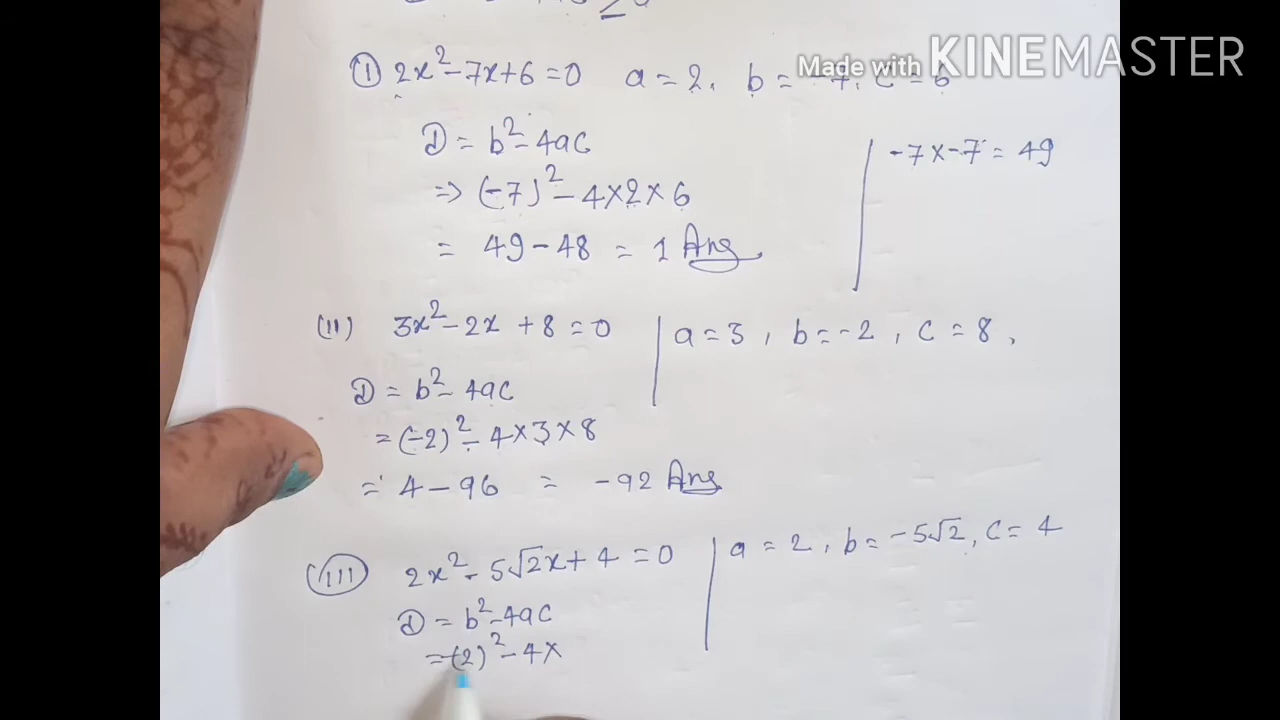 Made with KINEMASTER
(I) 2x² - 7x + 6 = 0 a = 2, b = -7, c = 6
D = b² - 4ac
-7 × -7 = 49
⇒ (-7)² - 4×2×6
= 49 - 48 = 1 Ans
(II) 3x² - 2x + 8 = 0 a = 3, b = -2, c = 8,
D = b² - 4ac
= (-2)² - 4×3×8
= 4 - 96 = -92 Ans
(III) 2x² - 5√2x + 4 = 0 a = 2, b = -5√2, c = 4
D = b² - 4ac
= (2)² - 4×